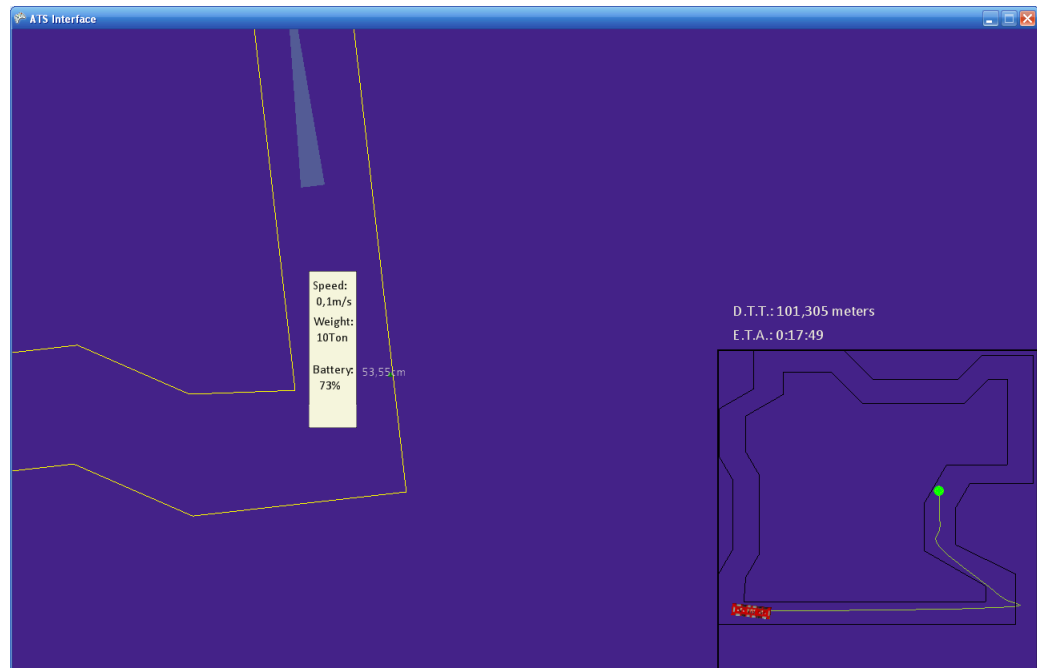 ATS Interface
Speed:
0,1m/s
Weight:
10Ton
Battery:
73%
53,55cm
D.T.T.: 101,305 meters
E.T.A.: 0:17:49